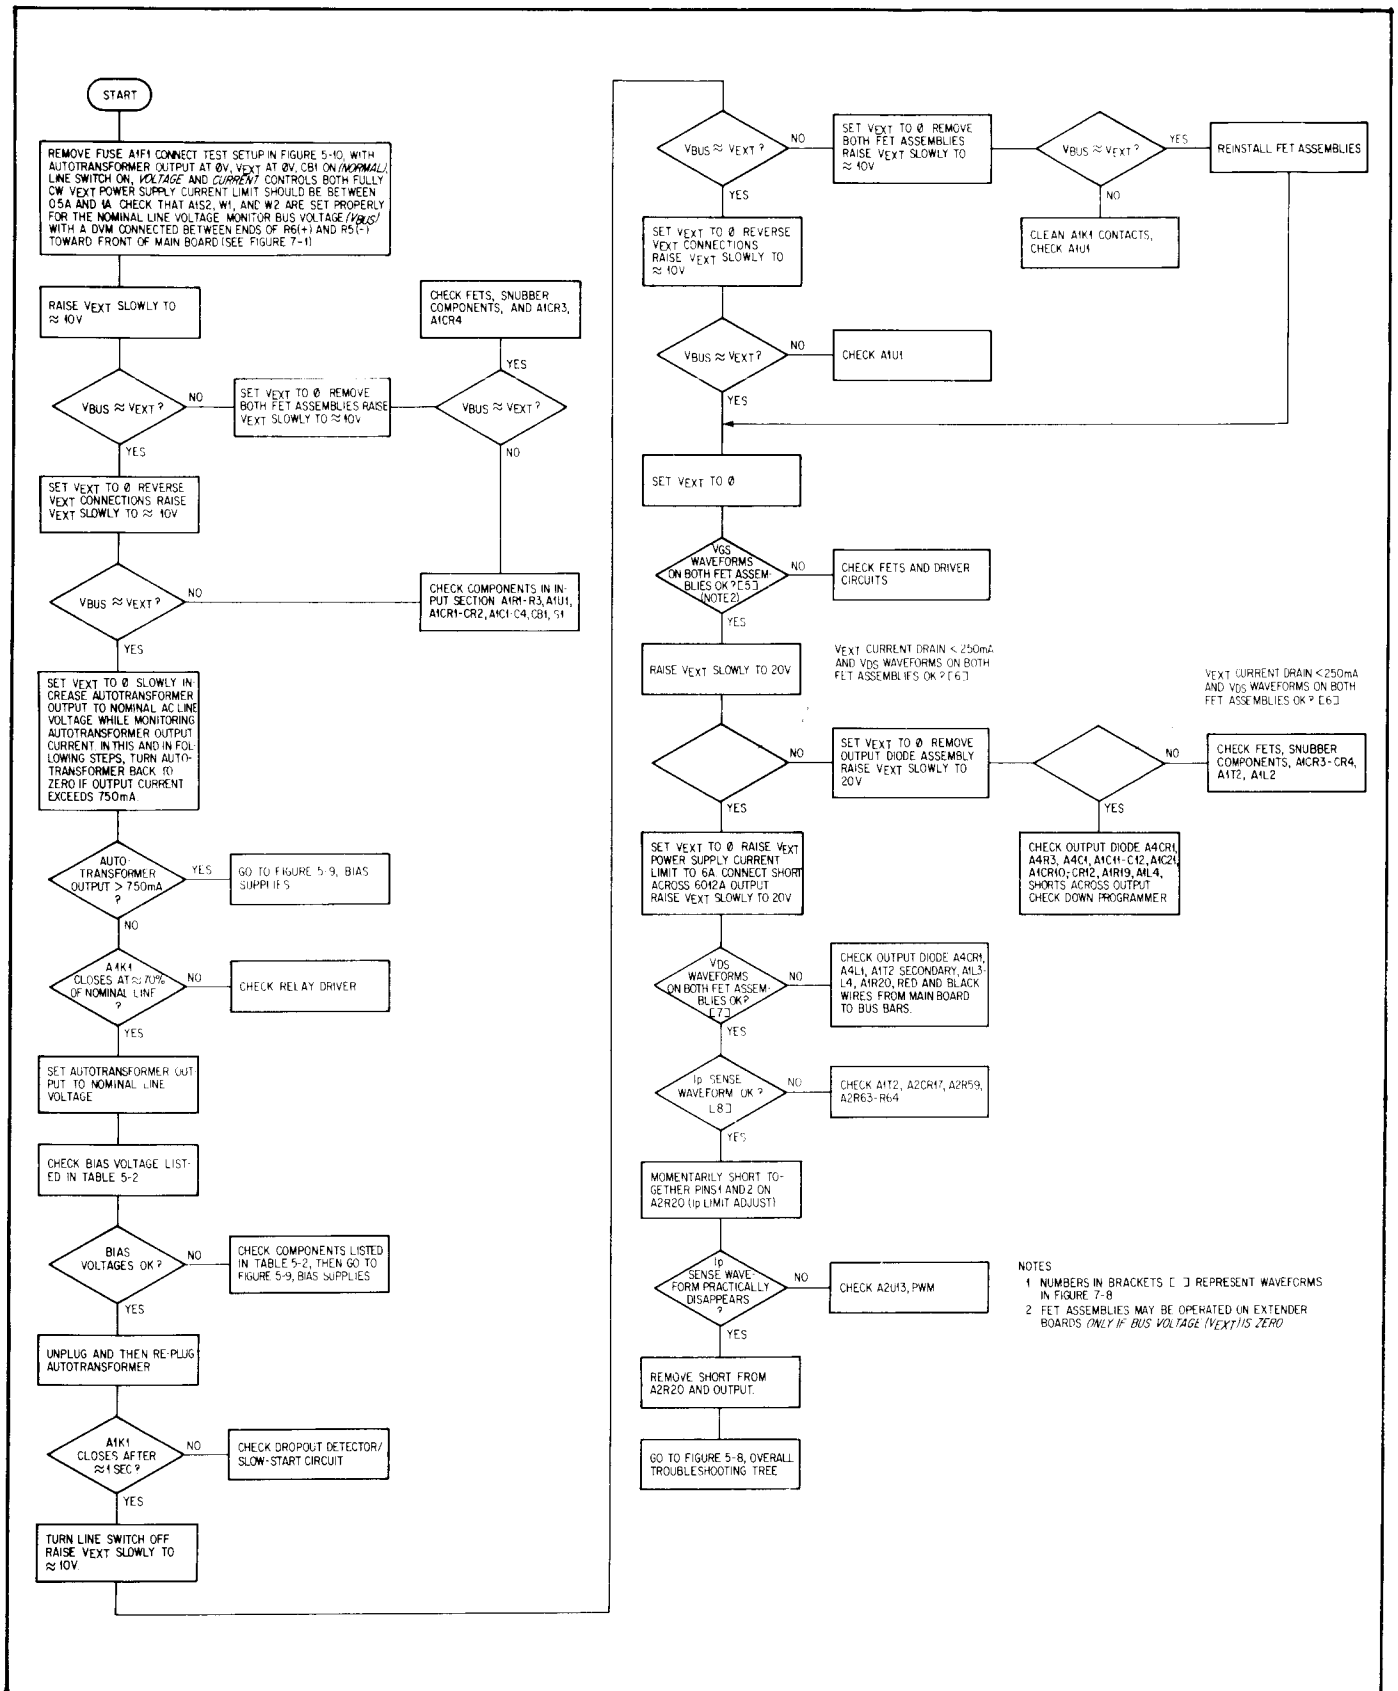 START
REMOVE FUSE A1F1 CONNECT TEST SETUP IN FIGURE 5-10, WITH
AUTOTRANSFORMER OUTPUT AT 0V, VEXT AT 0V, CB1 ON (NORMAL),
LINE SWITCH ON, VOLTAGE AND CURRENT CONTROLS BOTH FULLY
CW VEXT POWER SUPPLY CURRENT LIMIT SHOULD BE BETWEEN
0.5A AND 1A CHECK THAT A1S2, W1, AND W2 ARE SET PROPERLY
FOR THE NOMINAL LINE VOLTAGE MONITOR BUS VOLTAGE (VBUS)
WITH A DVM CONNECTED BETWEEN ENDS OF R6(+) AND R5(-)
TOWARD FRONT OF MAIN BOARD (SEE FIGURE 7-1)
RAISE VEXT SLOWLY TO
≈ 10V
VBUS ≈ VEXT?
NO
SET VEXT TO 0 REMOVE
BOTH FET ASSEMBLIES RAISE
VEXT SLOWLY TO ≈ 10V
VBUS ≈ VEXT?
YES
CHECK FETS, SNUBBER
COMPONENTS, AND A1CR3,
A1CR4
NO
CHECK COMPONENTS IN IN-
PUT SECTION A1R1-R3, A1U1,
A1CR1-CR2, A1C1-C4, CB1, S1
YES
SET VEXT TO 0 REVERSE
VEXT CONNECTIONS RAISE
VEXT SLOWLY TO ≈ 10V
VBUS ≈ VEXT?
NO
YES
SET VEXT TO 0 SLOWLY IN-
CREASE AUTOTRANSFORMER
OUTPUT TO NOMINAL AC LINE
VOLTAGE WHILE MONITORING
AUTOTRANSFORMER OUTPUT
CURRENT. IN THIS AND IN FOL-
LOWING STEPS, TURN AUTO-
TRANSFORMER BACK TO
ZERO IF OUTPUT CURRENT
EXCEEDS 750mA.
AUTO-
TRANSFORMER
OUTPUT > 750mA
?
YES
GO TO FIGURE 5-9, BIAS
SUPPLIES
NO
A1K1
CLOSES AT ≈ 70%
OF NOMINAL LINE
?
NO
CHECK RELAY DRIVER
YES
SET AUTOTRANSFORMER OUT-
PUT TO NOMINAL LINE
VOLTAGE
CHECK BIAS VOLTAGE LIST-
ED IN TABLE 5-2
BIAS
VOLTAGES OK?
NO
CHECK COMPONENTS LISTED
IN TABLE 5-2, THEN GO TO
FIGURE 5-9, BIAS SUPPLIES
YES
UNPLUG AND THEN RE-PLUG
AUTOTRANSFORMER
A1K1
CLOSES AFTER
≈ 1 SEC?
NO
CHECK DROPOUT DETECTOR/
SLOW-START CIRCUIT
YES
TURN LINE SWITCH OFF
RAISE VEXT SLOWLY TO
≈ 10V.
VBUS ≈ VEXT?
NO
SET VEXT TO 0 REMOVE
BOTH FET ASSEMBLIES
RAISE VEXT SLOWLY TO
≈ 10V
VBUS ≈ VEXT?
YES
REINSTALL FET ASSEMBLIES
NO
CLEAN A1K1 CONTACTS,
CHECK A1U1
YES
SET VEXT TO 0 REVERSE
VEXT CONNECTIONS
RAISE VEXT SLOWLY TO
≈ 10V
VBUS ≈ VEXT?
NO
CHECK A1U1
YES
SET VEXT TO 0
VGS
WAVEFORMS
ON BOTH FET ASSEM-
BLIES OK? [5]
(NOTE 2)
NO
CHECK FETS AND DRIVER
CIRCUITS
YES
RAISE VEXT SLOWLY TO 20V
VEXT CURRENT DRAIN < 250mA
AND VDS WAVEFORMS ON BOTH
FET ASSEMBLIES OK? [6]
NO
SET VEXT TO 0 REMOVE
OUTPUT DIODE ASSEMBLY
RAISE VEXT SLOWLY TO
20V
VEXT CURRENT DRAIN <250mA
AND VDS WAVEFORMS ON BOTH
FET ASSEMBLIES OK? [6]
NO
CHECK FETS, SNUBBER
COMPONENTS, A1CR3-CR4,
A1T2, A1L2
YES
CHECK OUTPUT DIODE A4CR1,
A4R3, A4C1, A1C11-C12, A1C21,
A1CR10,-CR12, A1R19, A1L4,
SHORTS ACROSS OUTPUT
CHECK DOWN PROGRAMMER
YES
SET VEXT TO 0 RAISE VEXT
POWER SUPPLY CURRENT
LIMIT TO 6A. CONNECT SHORT
ACROSS 6012A OUTPUT
RAISE VEXT SLOWLY TO 20V
VDS
WAVEFORMS
ON BOTH FET ASSEM-
BLIES OK?
[7]
NO
CHECK OUTPUT DIODE A4CR1,
A4L1, A1T2 SECONDARY, A1L3-
L4, A1R20, RED AND BLACK
WIRES FROM MAIN BOARD
TO BUS BARS.
YES
Ip SENSE
WAVEFORM OK?
[8]
NO
CHECK A1T2, A2CR17, A2R59,
A2R63-R64
YES
MOMENTARILY SHORT TO-
GETHER PINS 1 AND 2 ON
A2R20 (Ip LIMIT ADJUST)
Ip
SENSE WAVE-
FORM PRACTICALLY
DISAPPEARS
?
NO
CHECK A2U13, PWM
YES
REMOVE SHORT FROM
A2R20 AND OUTPUT.
GO TO FIGURE 5-8, OVERALL
TROUBLESHOOTING TREE
NOTES
1 NUMBERS IN BRACKETS [ ] REPRESENT WAVEFORMS
IN FIGURE 7-8
2 FET ASSEMBLIES MAY BE OPERATED ON EXTENDER
BOARDS ONLY IF BUS VOLTAGE (VEXT) IS ZERO